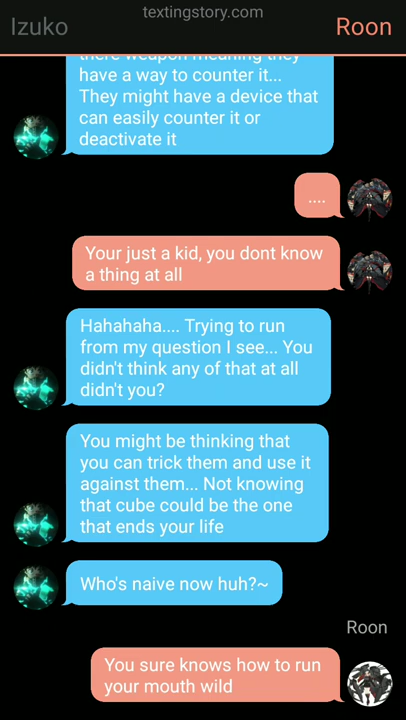 textingstory.com
Izuko
Roon
there weapon meaning they
have a way to counter it...
They might have a device that
can easily counter it or
deactivate it
....
Your just a kid, you dont know
a thing at all
Hahahaha.... Trying to run
from my question I see... You
didn't think any of that at all
didn't you?
You might be thinking that
you can trick them and use it
against them... Not knowing
that cube could be the one
that ends your life
Who's naive now huh?~
Roon
You sure knows how to run
your mouth wild